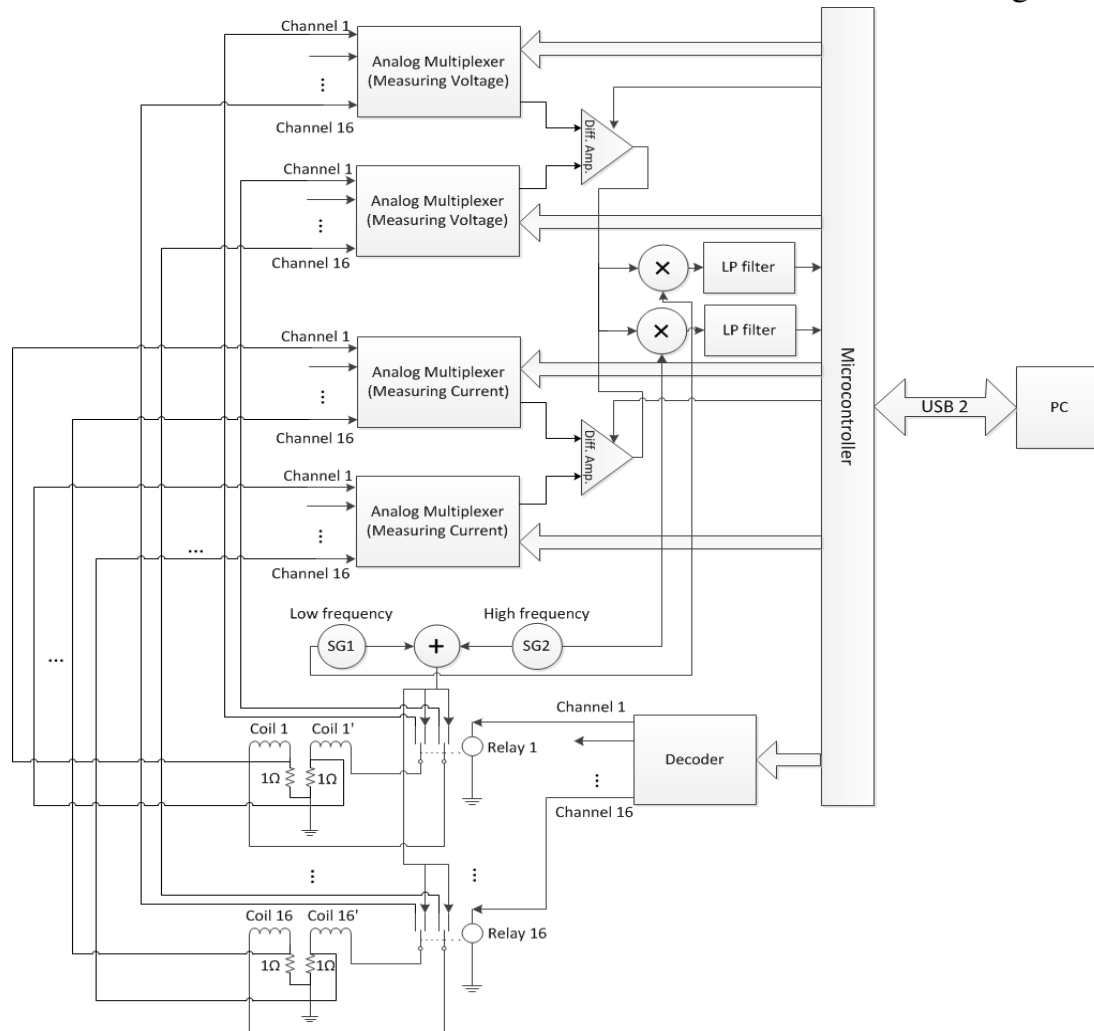 g
Channel 1
Analog Multiplexer
(Measuring Voltage)
...
Channel 16
Diff. Amp.
Channel 1
Analog Multiplexer
(Measuring Voltage)
...
Channel 16
×
LP filter
×
LP filter
Channel 1
Analog Multiplexer
(Measuring Current)
...
Channel 16
Diff. Amp.
Microcontroller
USB 2
PC
Channel 1
Analog Multiplexer
(Measuring Current)
...
Channel 16
...
...
Low frequency
High frequency
SG1
+
SG2
Channel 1
Coil 1
Coil 1'
Relay 1
Decoder
1Ω
1Ω
...
Channel 16
...
...
Coil 16
Coil 16'
Relay 16
1Ω
1Ω